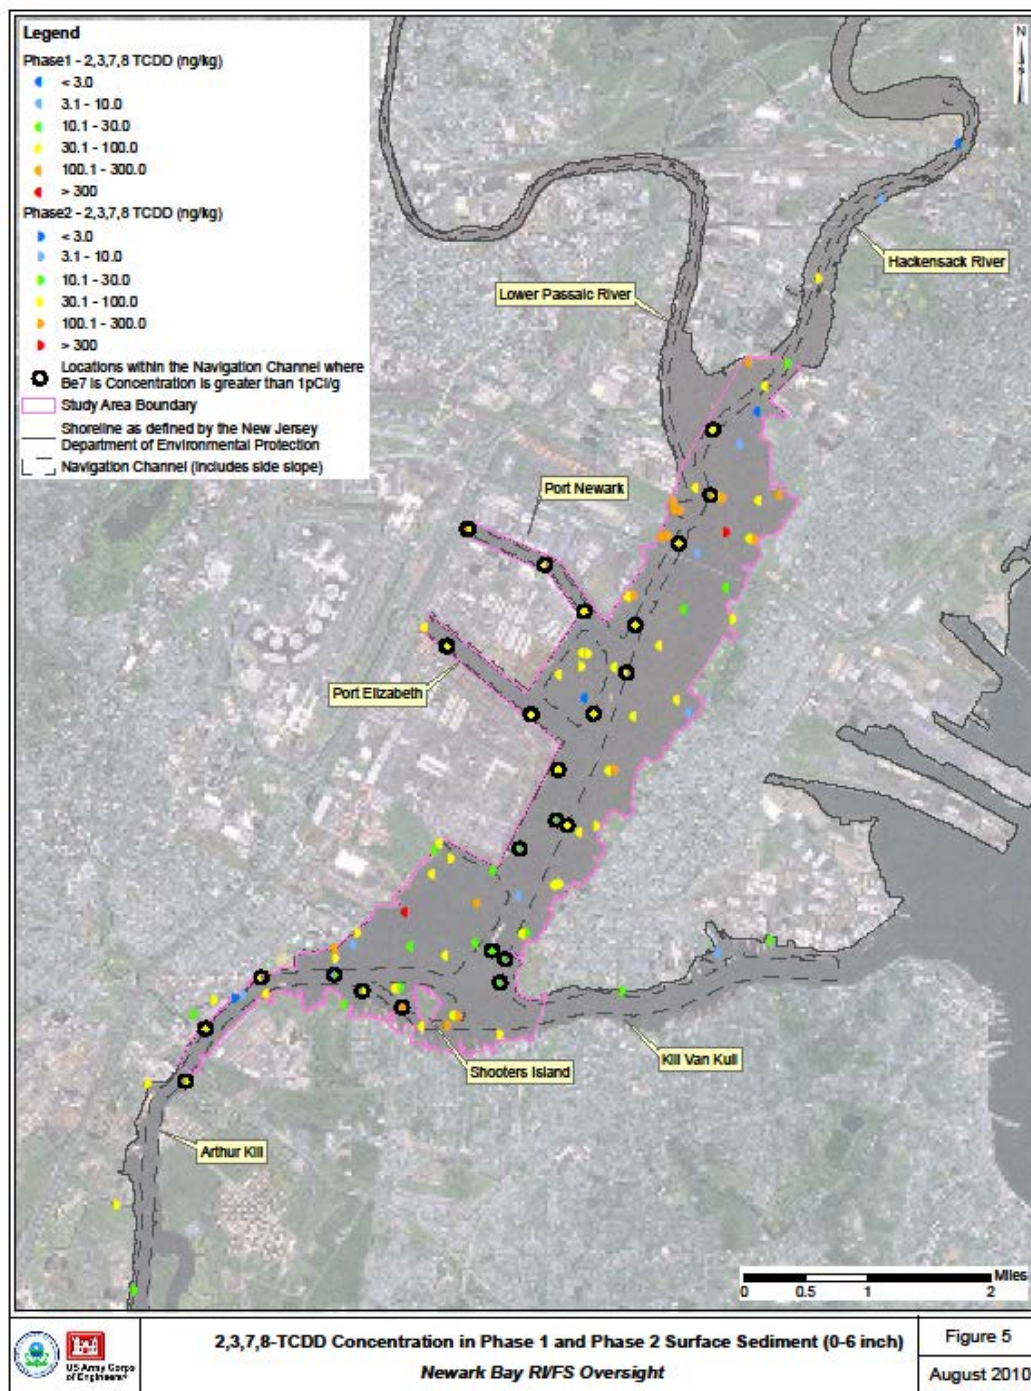 Legend
Phase1 - 2,3,7,8 TCDD (ng/kg)
< 3.0
3.1 - 10.0
10.1 - 30.0
30.1 - 100.0
100.1 - 300.0
> 300
Phase2 - 2,3,7,8 TCDD (ng/kg)
< 3.0
3.1 - 10.0
10.1 - 30.0
30.1 - 100.0
100.1 - 300.0
> 300
Locations within the Navigation Channel where
Be7 is Concentration is greater than 1pCi/g
Study Area Boundary
Shoreline as defined by the New Jersey
Department of Environmental Protection
Navigation Channel (includes side slope)
N
Hackensack River
Lower Passaic River
Port Newark
Port Elizabeth
Kill Van Kull
Shooters Island
Arthur Kill
Miles
0 0.5 1 2
US Army Corps
of Engineers®
2,3,7,8-TCDD Concentration in Phase 1 and Phase 2 Surface Sediment (0-6 inch)
Newark Bay RI/FS Oversight
Figure 5
August 2010